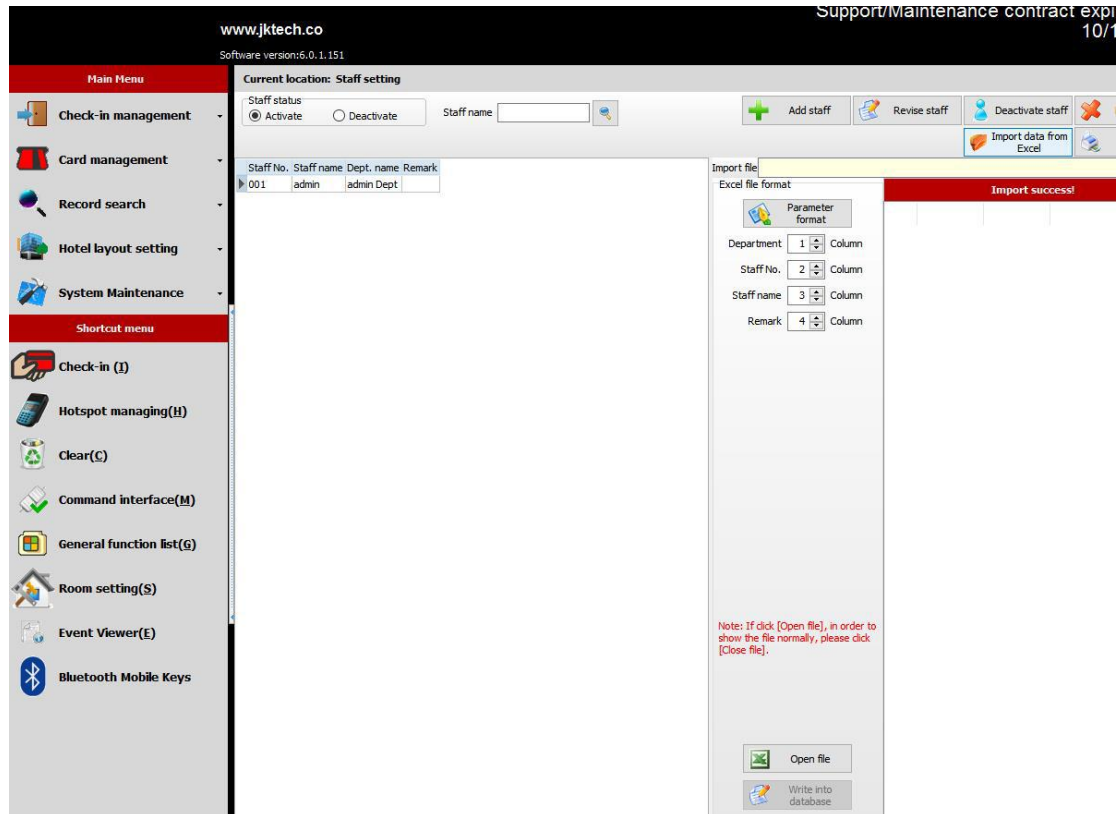 Support/Maintenance contract
10/1
www.jktech.co
Software version:6.0.1.151
Main Menu
Check-in management
Card management
Record search
Hotel layout setting
System Maintenance
Shortcut menu
Check-in (I)
Hotspot managing(H)
Clear(C)
Command interface(M)
General function list(G)
Room setting(S)
Event Viewer(E)
Bluetooth Mobile Keys
Current location: Staff setting
Staff status
Activate Deactivate
Staff name
Add staff Revise staff Deactivate staff
Import data from
Excel
Staff No. Staff name Dept. name Remark
001 admin admin Dept
Import file
Excel file format
Parameter
format
Department 1 Column
Staff No. 2 Column
Staff name 3 Column
Remark 4 Column
Note: If click [Open file], in order to
show the file normally, please click
[Close file].
Open file
Write into
database
Import success!